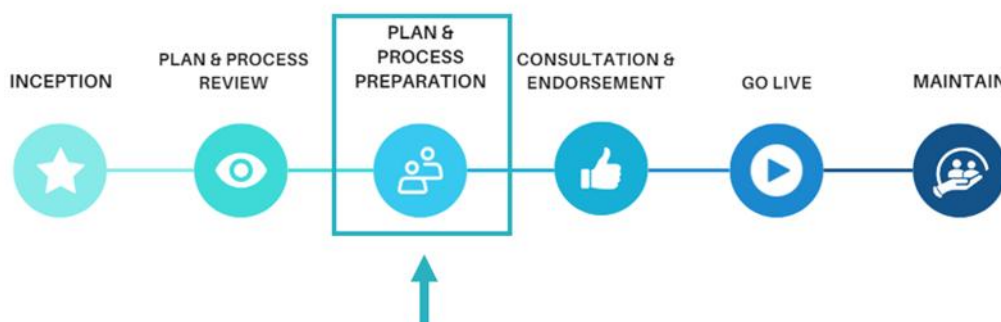 INCEPTION
PLAN & PROCESS
REVIEW
PLAN &
PROCESS
PREPARATION
CONSULTATION &
ENDORSEMENT
GO LIVE
MAINTAIN